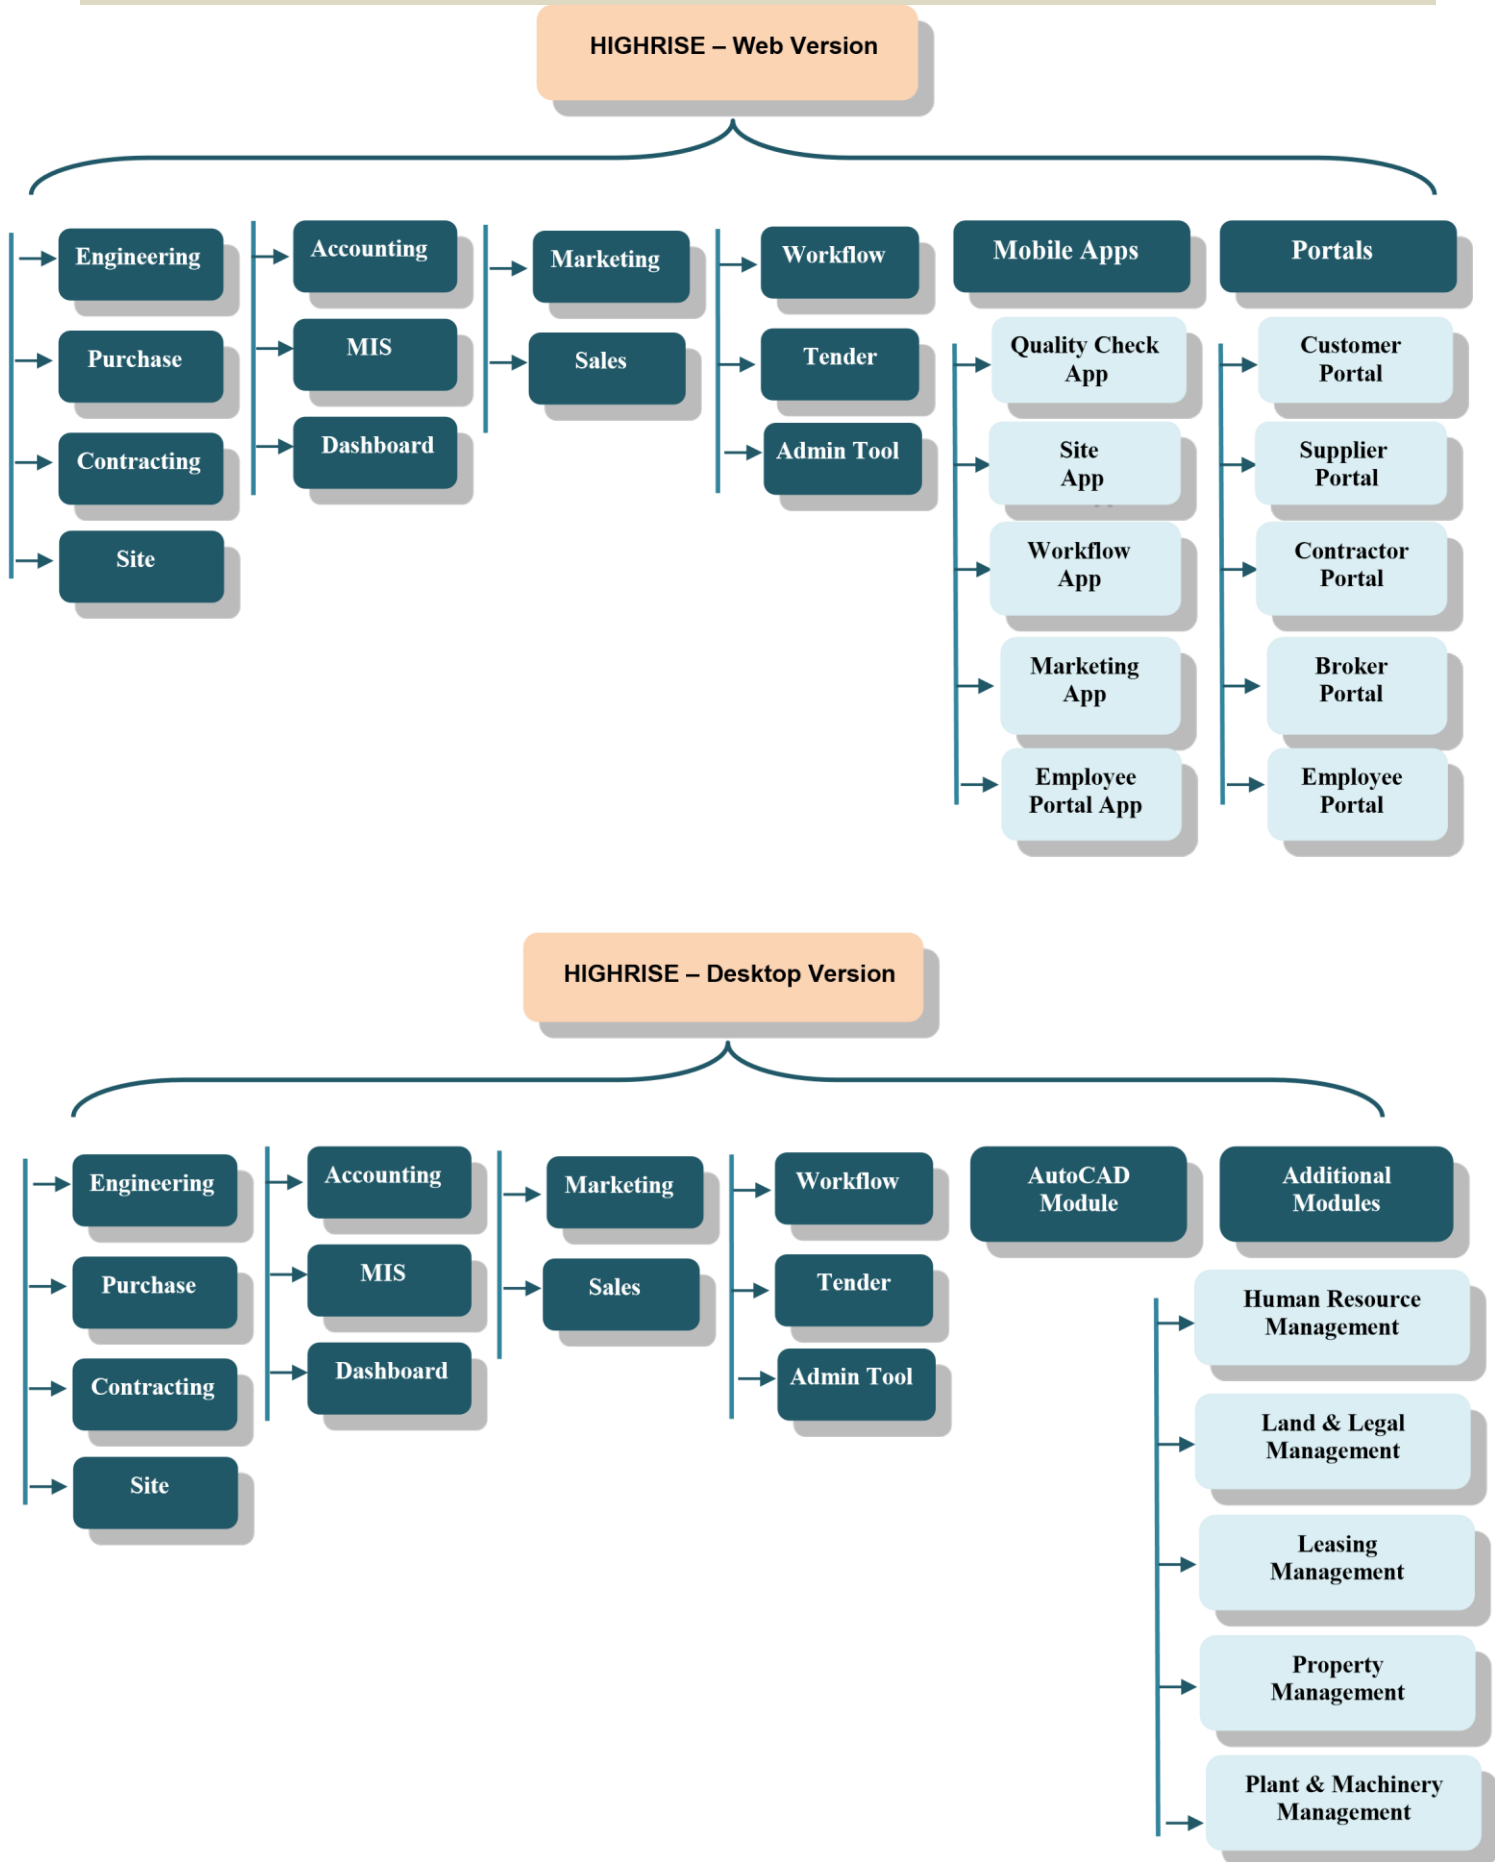 HIGHRISE – Web Version
Engineering
Purchase
Contracting
Site
Accounting
MIS
Dashboard
Marketing
Sales
Workflow
Tender
Admin Tool
Mobile Apps
Quality Check
App
Site
App
Workflow
App
Marketing
App
Employee
Portal App
Portals
Customer
Portal
Supplier
Portal
Contractor
Portal
Broker
Portal
Employee
Portal
HIGHRISE – Desktop Version
Engineering
Purchase
Contracting
Site
Accounting
MIS
Dashboard
Marketing
Sales
Workflow
Tender
Admin Tool
AutoCAD
Module
Additional
Modules
Human Resource
Management
Land & Legal
Management
Leasing
Management
Property
Management
Plant & Machinery
Management